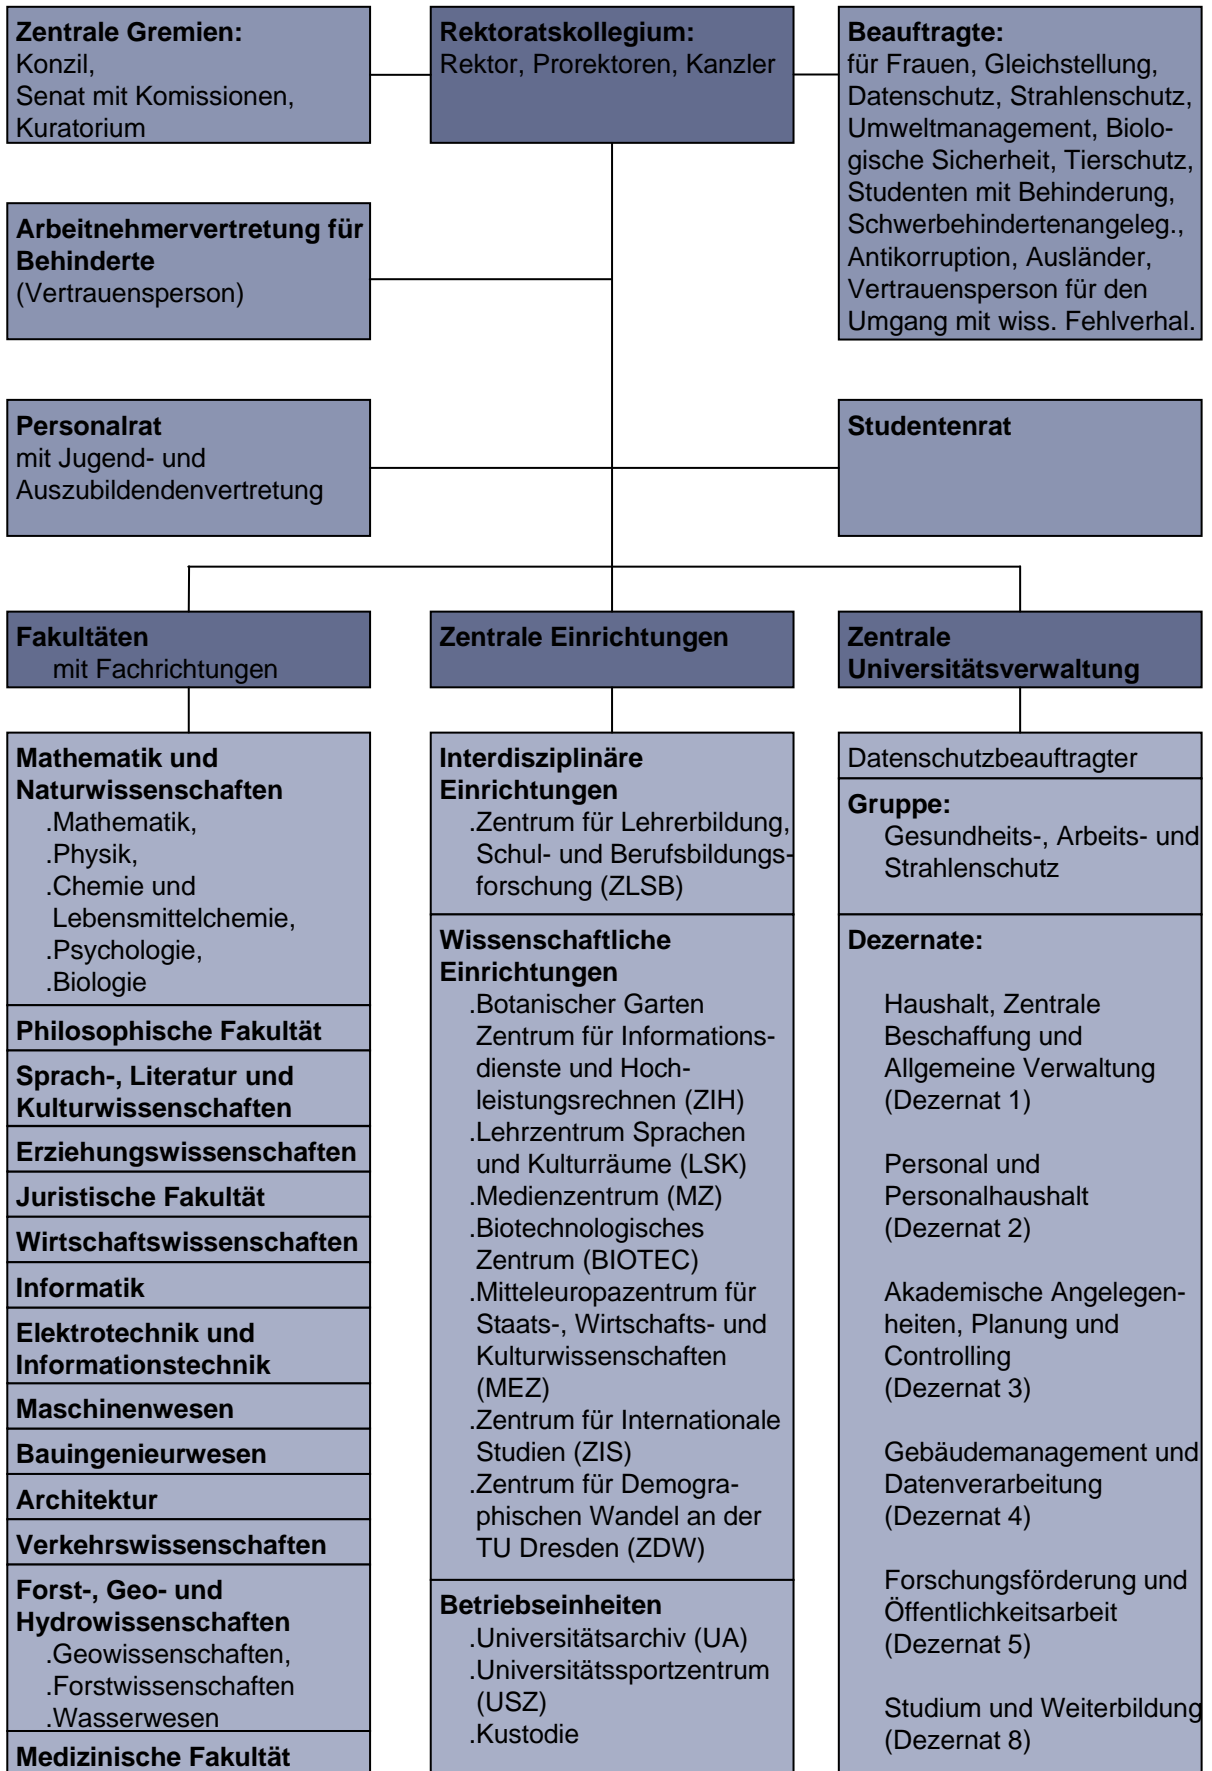 Zentrale Gremien:
Konzil,
Senat mit Komissionen,
Kuratorium
Rektoratskollegium:
Rektor, Prorektoren, Kanzler
Beauftragte:
für Frauen, Gleichstellung,
Datenschutz, Strahlenschutz,
Umweltmanagement, Biolo-
gische Sicherheit, Tierschutz,
Studenten mit Behinderung,
Schwerbehindertenangeleg.,
Antikorruption, Ausländer,
Vertrauensperson für den
Umgang mit wiss. Fehlverhal.
Arbeitnehmervertretung für
Behinderte
(Vertrauensperson)
Personalrat
mit Jugend- und
Auszubildendenvertretung
Studentenrat
Fakultäten
mit Fachrichtungen
Mathematik und
Naturwissenschaften
.Mathematik,
.Physik,
.Chemie und
Lebensmittelchemie,
.Psychologie,
.Biologie
Philosophische Fakultät
Sprach-, Literatur und
Kulturwissenschaften
Erziehungswissenschaften
Juristische Fakultät
Wirtschaftswissenschaften
Informatik
Elektrotechnik und
Informationstechnik
Maschinenwesen
Bauingenieurwesen
Architektur
Verkehrswissenschaften
Forst-, Geo- und
Hydrowissenschaften
.Geowissenschaften,
.Forstwissenschaften
.Wasserwesen
Medizinische Fakultät
Zentrale Einrichtungen
Interdisziplinäre
Einrichtungen
.Zentrum für Lehrerbildung,
Schul- und Berufsbildungs-
forschung (ZLSB)
Wissenschaftliche
Einrichtungen
.Botanischer Garten
Zentrum für Informations-
dienste und Hoch-
leistungsrechnen (ZIH)
.Lehrzentrum Sprachen
und Kulturräume (LSK)
.Medienzentrum (MZ)
.Biotechnologisches
Zentrum (BIOTEC)
.Mitteleuropazentrum für
Staats-, Wirtschafts- und
Kulturwissenschaften
(MEZ)
.Zentrum für Internationale
Studien (ZIS)
.Zentrum für Demogra-
phischen Wandel an der
TU Dresden (ZDW)
Betriebseinheiten
.Universitätsarchiv (UA)
.Universitätssportzentrum
(USZ)
.Kustodie
Zentrale
Universitätsverwaltung
Datenschutzbeauftragter
Gruppe:
Gesundheits-, Arbeits- und
Strahlenschutz
Dezernate:
Haushalt, Zentrale
Beschaffung und
Allgemeine Verwaltung
(Dezernat 1)
Personal und
Personalhaushalt
(Dezernat 2)
Akademische Angelegen-
heiten, Planung und
Controlling
(Dezernat 3)
Gebäudemanagement und
Datenverarbeitung
(Dezernat 4)
Forschungsförderung und
Öffentlichkeitsarbeit
(Dezernat 5)
Studium und Weiterbildung
(Dezernat 8)